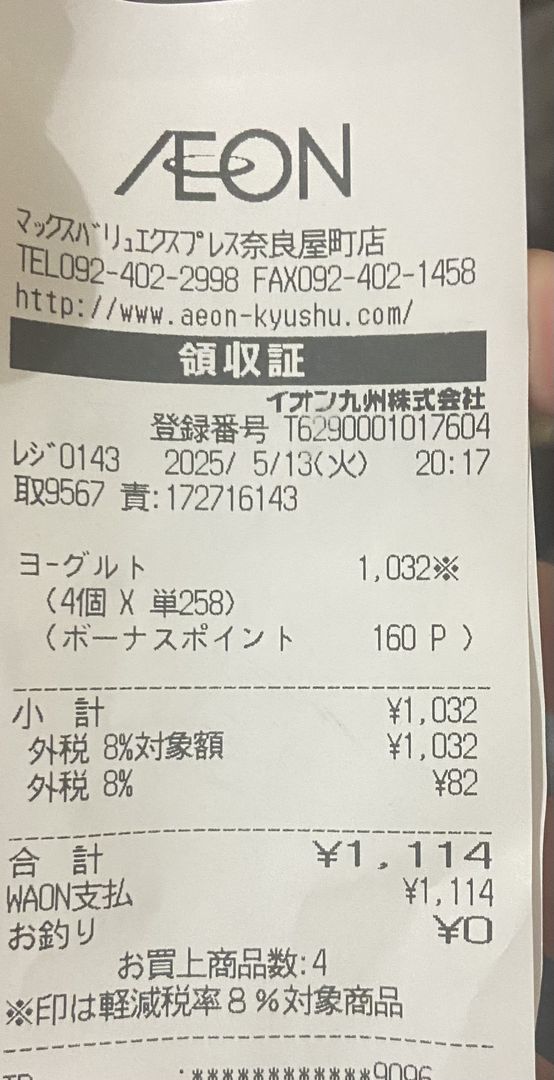 ÆON
マックスバリュエクスプレス奈良屋町店
TEL092-402-2998 FAX092-402-1458
http://www.aeon-kyushu.com/
領収証
イオン九州株式会社
登録番号 T6290001017604
レジ0143 2025/ 5/13(火) 20:17
取9567 責:172716143
ヨーグルト 1,032※
(4個 X 単258)
(ボーナスポイント 160 P )
小 計 ¥1,032
外税 8%対象額 ¥1,032
外税 8% ¥82
合 計 ¥1,114
WAON支払 ¥1,114
お釣り ¥0
お買上商品数:4
※印は軽減税率8%対象商品
************9096